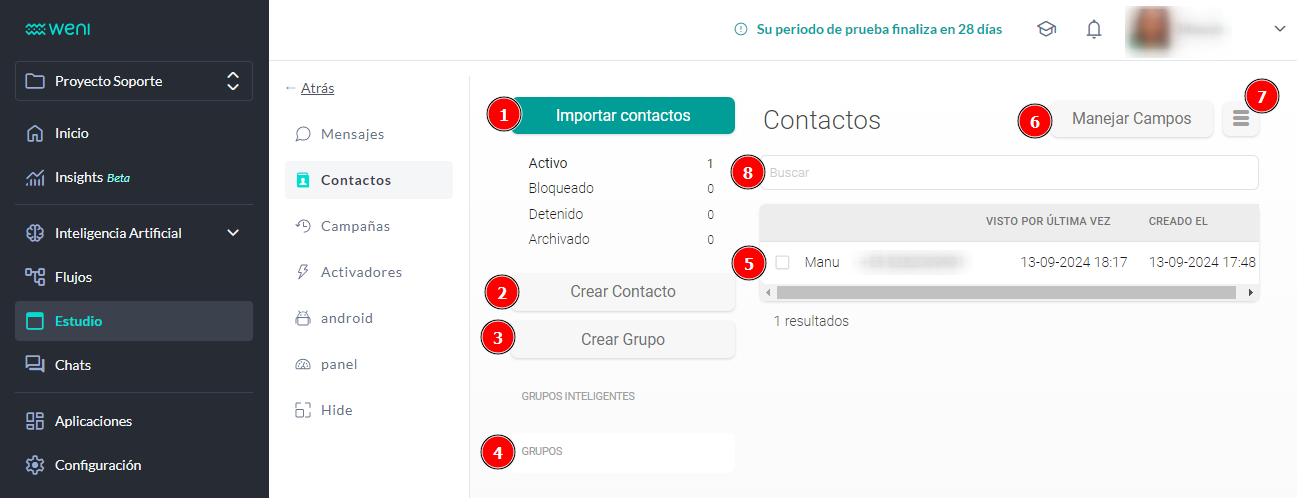 weni
Su periodo de prueba finaliza en 28 días
Proyecto Soporte
Inicio
Insights Beta
Inteligencia Artificial
Flujos
Estudio
Chats
Aplicaciones
Configuración
← Atrás
Mensajes
Contactos
Campañas
Activadores
android
panel
Hide
1 Importar contactos
Activo 1
Bloqueado 0
Detenido 0
Archivado 0
2 Crear Contacto
3 Crear Grupo
GRUPOS INTELIGENTES
4 GRUPOS
Contactos
6 Manejar Campos
7
8 Buscar
VISTO POR ÚLTIMA VEZ CREADO EL
5 Manu 13-09-2024 18:17 13-09-2024 17:48
1 resultados